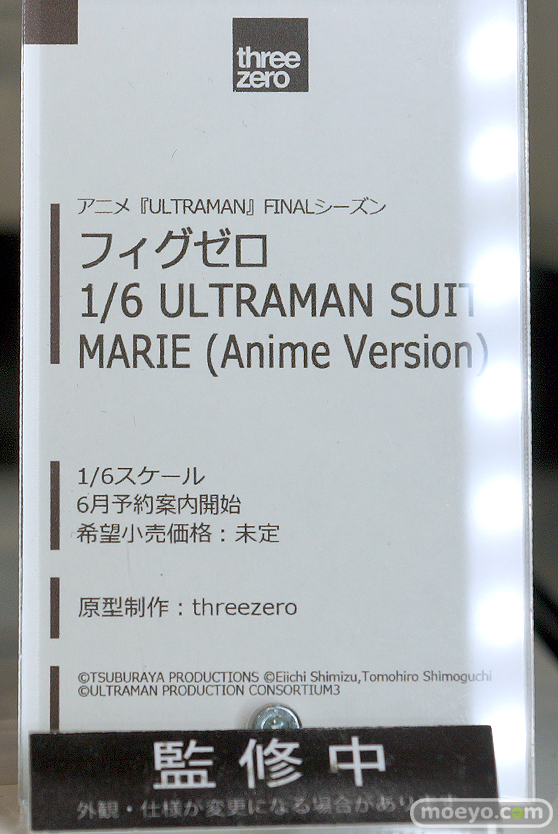 three
zero
アニメ『ULTRAMAN』FINALシーズン
フィグゼロ
1/6 ULTRAMAN SUIT
MARIE (Anime Version)
1/6スケール
6月予約案内開始
希望小売価格：未定
原型制作：threezero
©TSUBURAYA PRODUCTIONS ©Eiichi Shimizu,Tomohiro Shimoguchi
©ULTRAMAN PRODUCTION CONSORTIUM3
監修中
外観・仕様が変更になる場合があります
moeyo.com